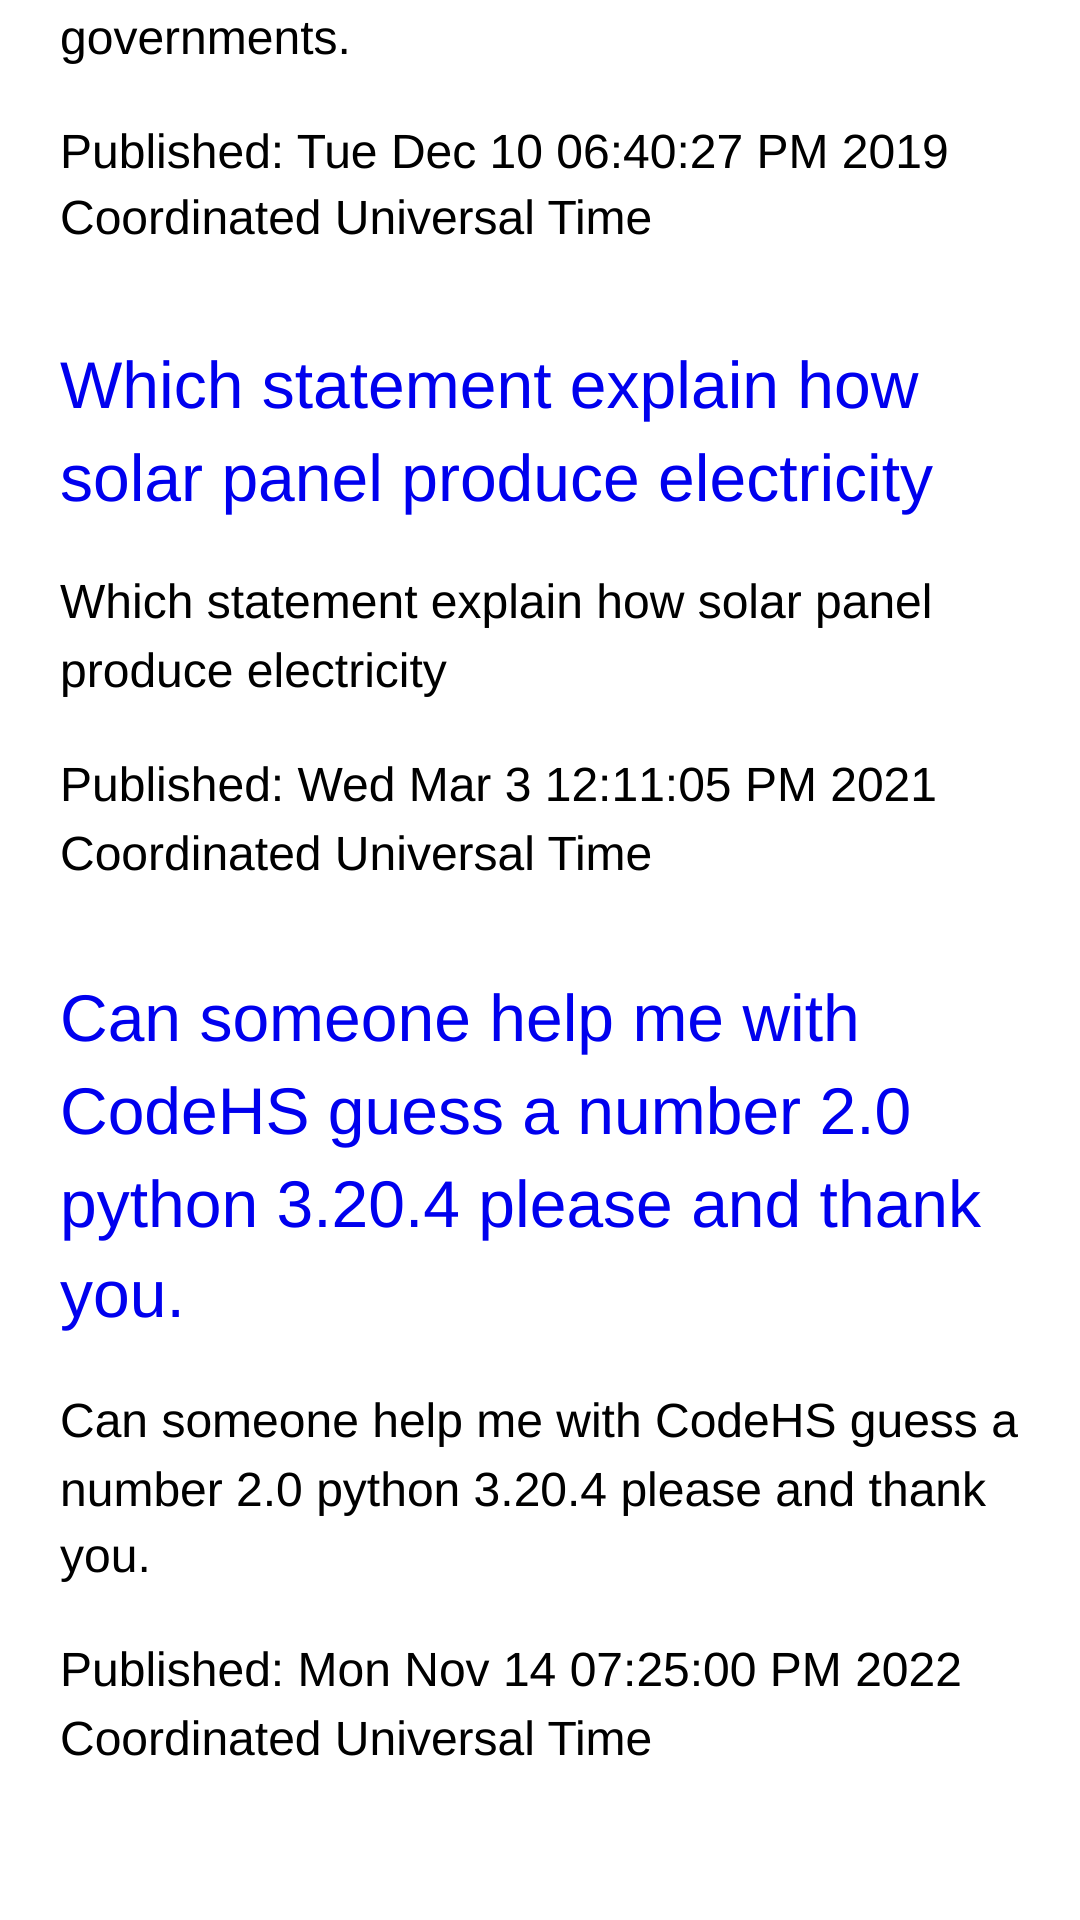 governments.
Published: Tue Dec 10 06:40:27 PM 2019
Coordinated Universal Time
Which statement explain how
solar panel produce electricity
Which statement explain how solar panel
produce electricity
Published: Wed Mar 3 12:11:05 PM 2021
Coordinated Universal Time
Can someone help me with
CodeHS guess a number 2.0
python 3.20.4 please and thank
you.
Can someone help me with CodeHS guess a
number 2.0 python 3.20.4 please and thank
you.
Published: Mon Nov 14 07:25:00 PM 2022
Coordinated Universal Time